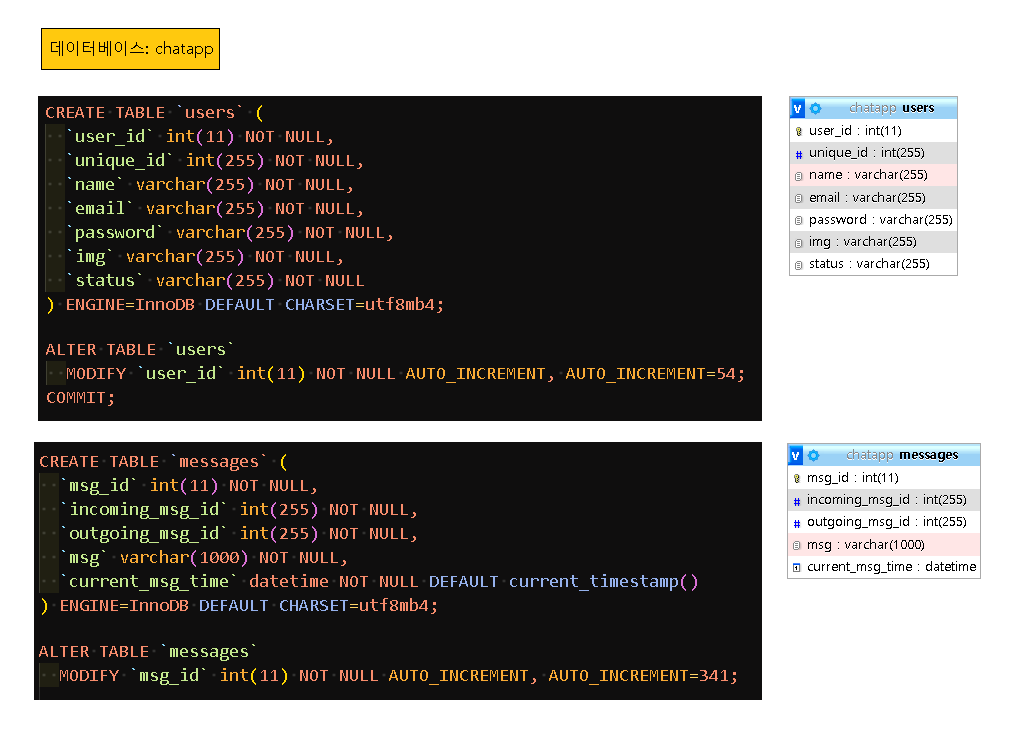 데이터베이스: chatapp
CREATE TABLE `users` (
`user_id` int(11) NOT NULL,
`unique_id` int(255) NOT NULL,
`name` varchar(255) NOT NULL,
`email` varchar(255) NOT NULL,
`password` varchar(255) NOT NULL,
`img` varchar(255) NOT NULL,
`status` varchar(255) NOT NULL
) ENGINE=InnoDB DEFAULT CHARSET=utf8mb4;
ALTER TABLE `users`
MODIFY `user_id` int(11) NOT NULL AUTO_INCREMENT, AUTO_INCREMENT=54;
COMMIT;
v chatapp users
user_id : int(11)
# unique_id : int(255)
name : varchar(255)
email : varchar(255)
password : varchar(255)
img : varchar(255)
status : varchar(255)
CREATE TABLE `messages` (
`msg_id` int(11) NOT NULL,
`incoming_msg_id` int(255) NOT NULL,
`outgoing_msg_id` int(255) NOT NULL,
`msg` varchar(1000) NOT NULL,
`current_msg_time` datetime NOT NULL DEFAULT current_timestamp()
) ENGINE=InnoDB DEFAULT CHARSET=utf8mb4;
ALTER TABLE `messages`
MODIFY `msg_id` int(11) NOT NULL AUTO_INCREMENT, AUTO_INCREMENT=341;
v chatapp messages
msg_id : int(11)
# incoming_msg_id : int(255)
# outgoing_msg_id : int(255)
msg : varchar(1000)
current_msg_time : datetime